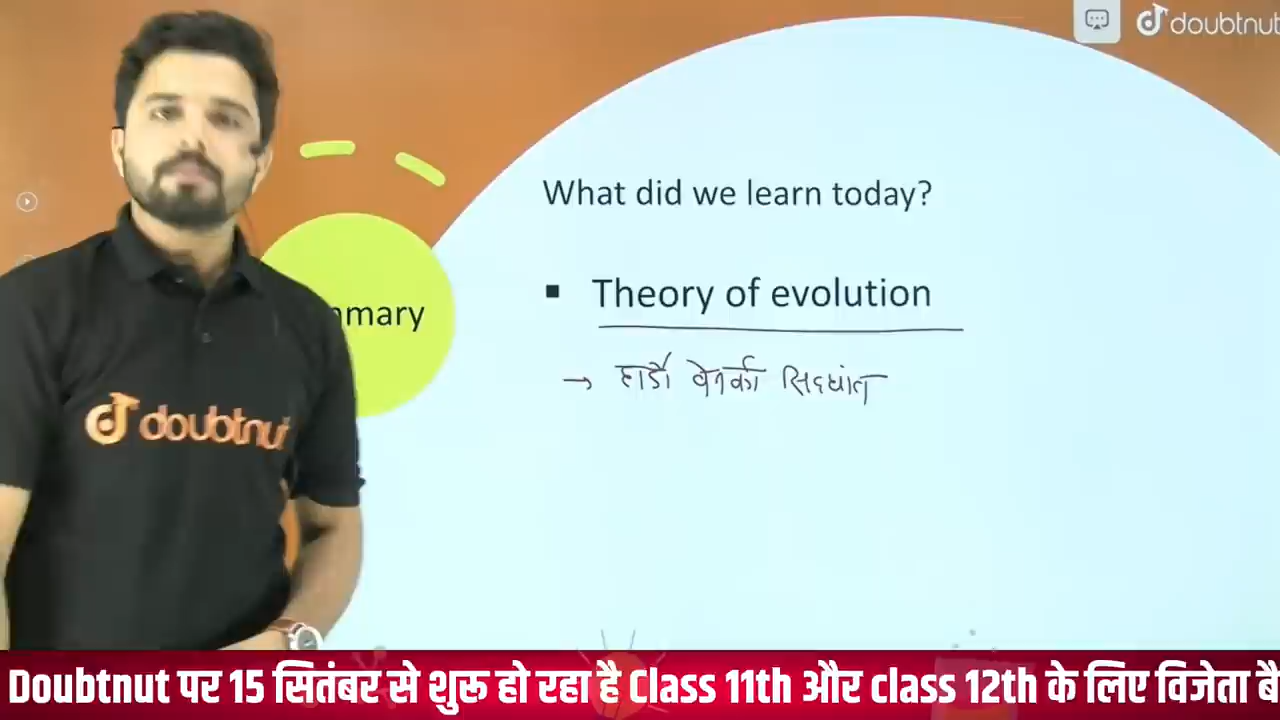 doubtnut
What did we learn today?
▪ Theory of evolution
mmary
→ हार्डी वेनबर्ग सिद्धांत
doubtnut
Doubtnut पर 15 सितंबर से शुरू हो रहा है Class 11th और class 12th के लिए विजेता बै